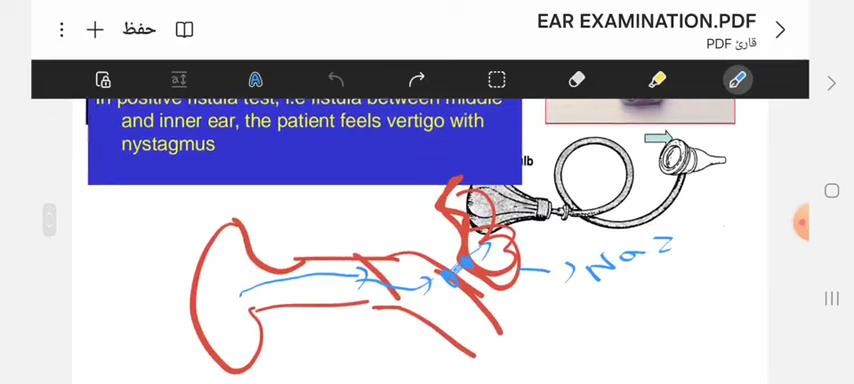 EAR EXAMINATION.PDF
قارئ PDF
حفظ
In positive fistula test, i.e fistula between middle
and inner ear, the patient feels vertigo with
nystagmus